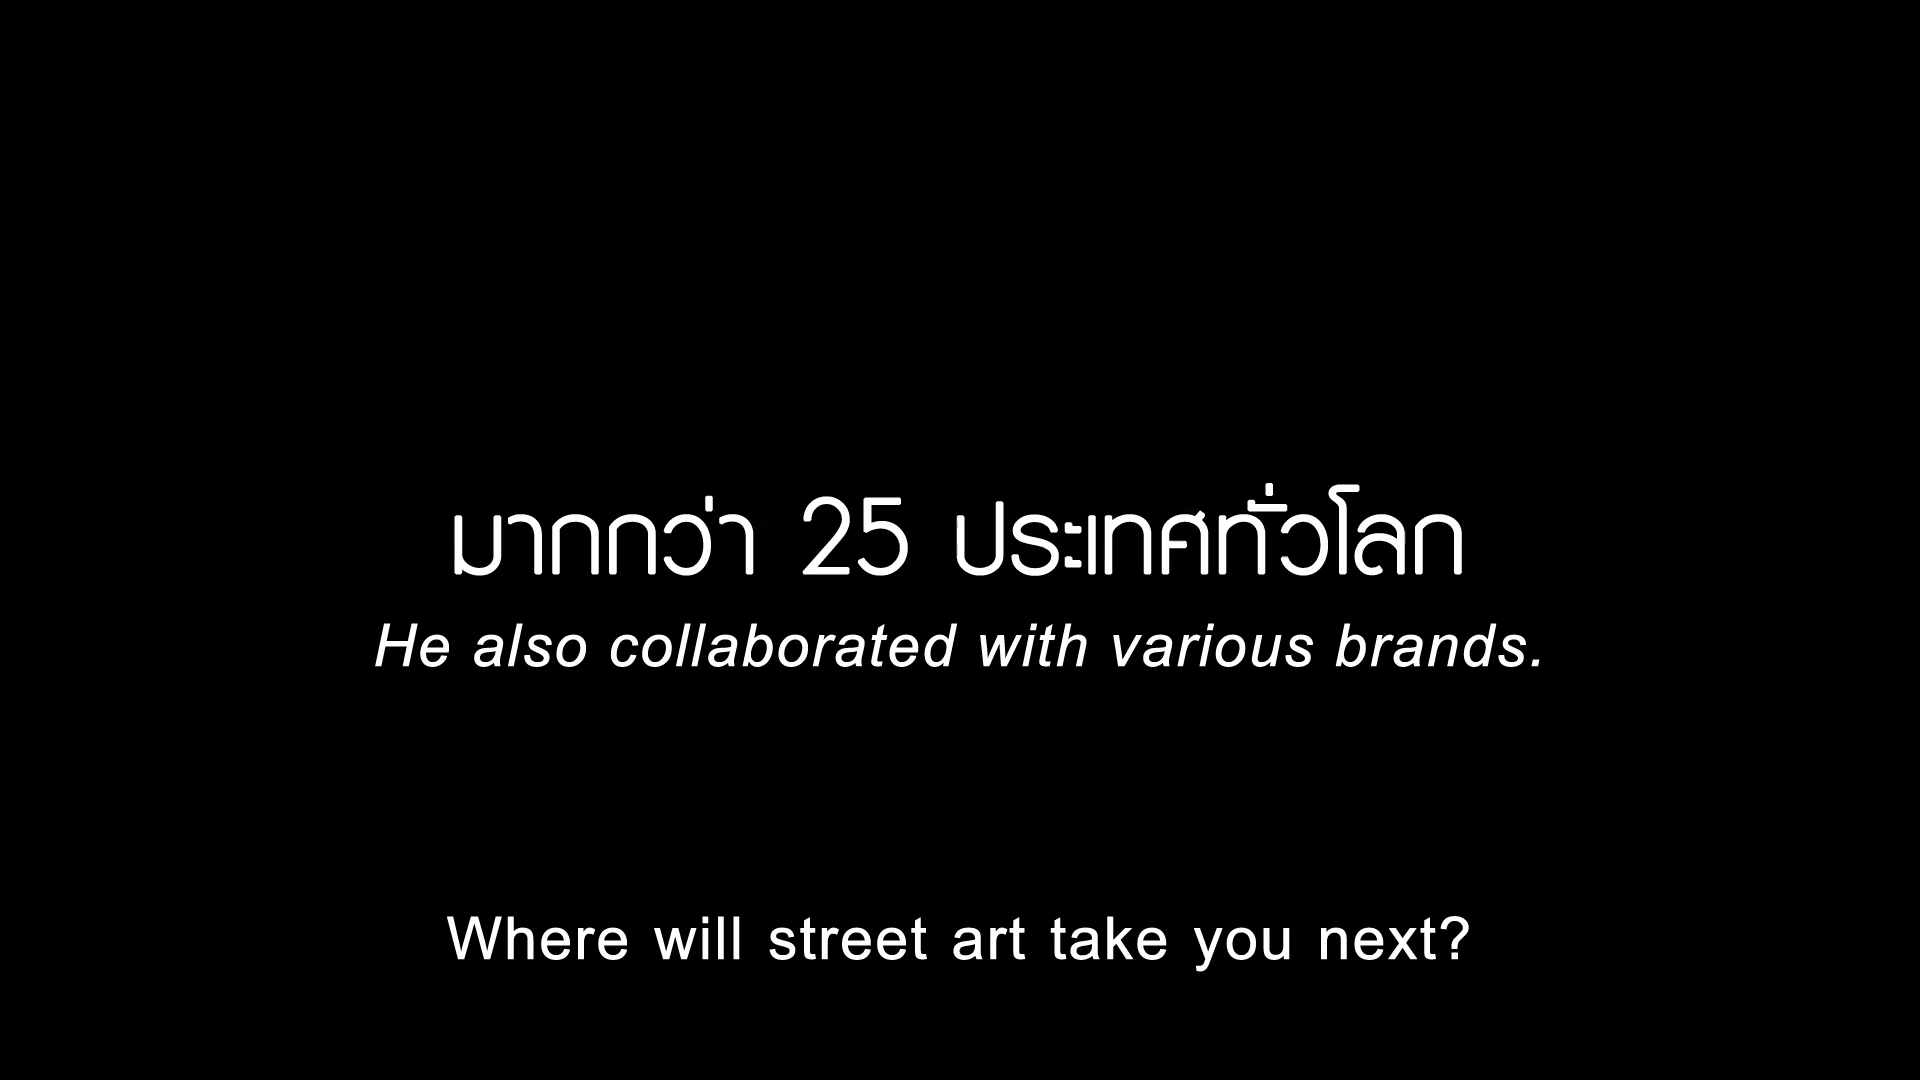 มากกว่า 25 ประเทศทั่วโลก
He also collaborated with various brands.
Where will street art take you next?